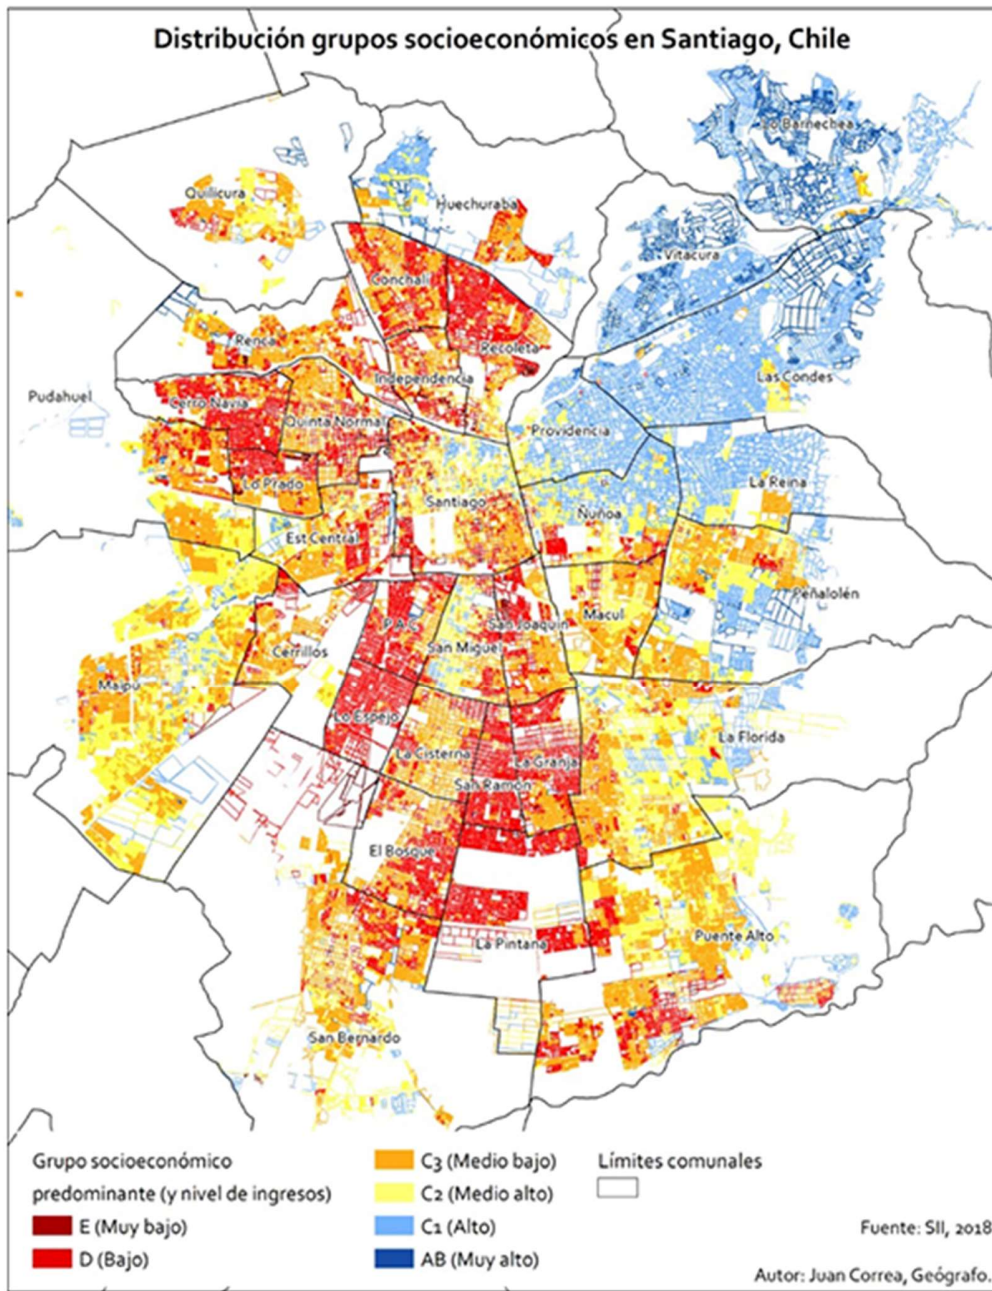 Distribución grupos socioeconómicos en Santiago, Chile
Lo Barnechea
Quilicura
Huechuraba
Vitacura
Conchalí
Renca
Recoleta
Independencia
Las Condes
Pudahuel
Cerro Navia
Quinta Normal
Providencia
Lo Prado
La Reina
Santiago
Ñuñoa
Est Central
Peñalolén
P.A.C
San Joaquín
Macul
Cerrillos
San Miguel
Maipú
Lo Espejo
La Florida
La Cisterna
La Granja
San Ramón
El Bosque
Puente Alto
La Pintana
San Bernardo
Grupo socioeconómico
predominante (y nivel de ingresos)
E (Muy bajo)
D (Bajo)
C3 (Medio bajo)
C2 (Medio alto)
C1 (Alto)
AB (Muy alto)
Límites comunales
Fuente: SII, 2018
Autor: Juan Correa, Geógrafo.